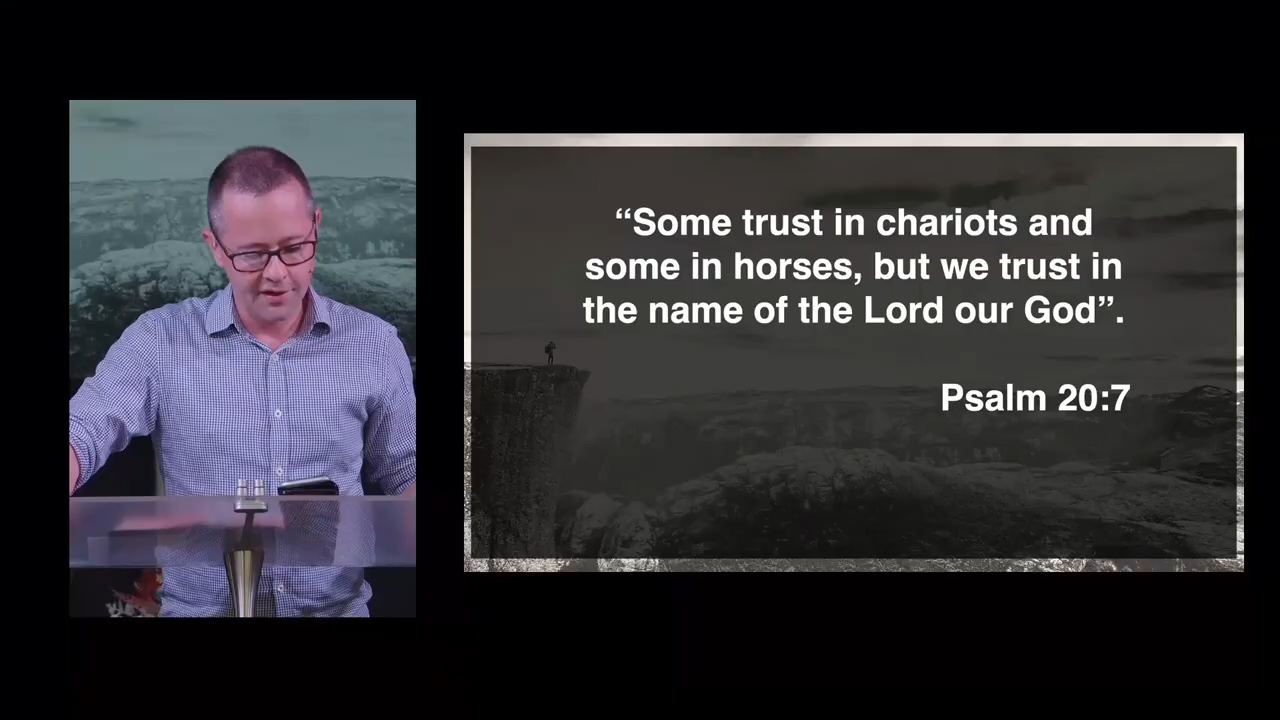 “Some trust in chariots and
some in horses, but we trust in
the name of the Lord our God”.
Psalm 20:7